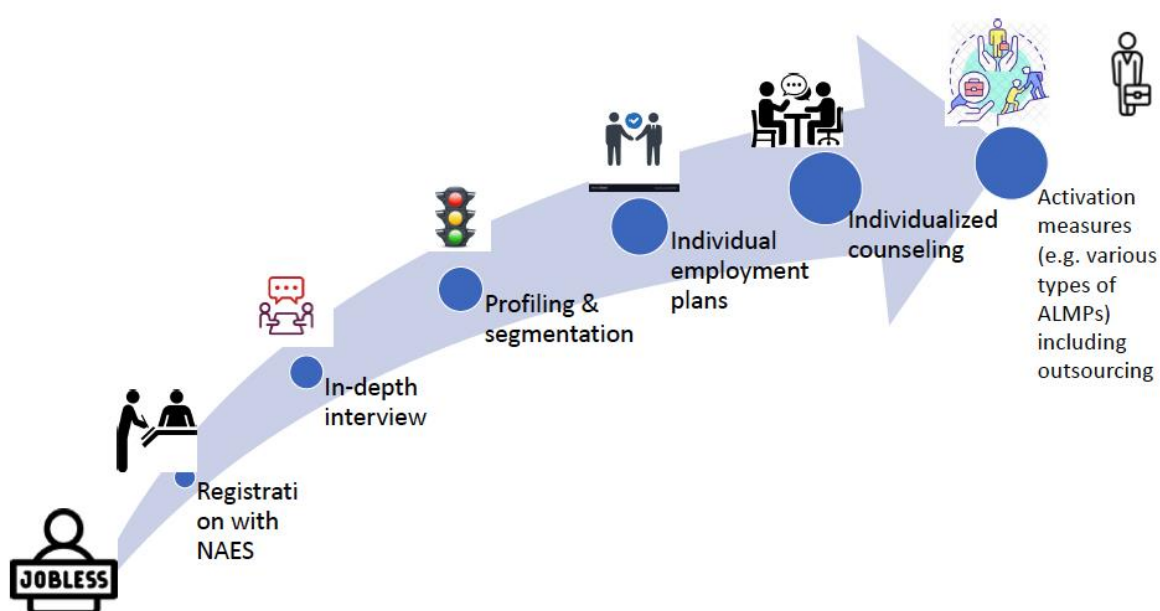 JOBLESS
Registrati
on with
NAES
In-depth
interview
Profiling &
segmentation
Individual
employment
plans
Individualized
counseling
Activation
measures
(e.g. various
types of
ALMPs)
including
outsourcing